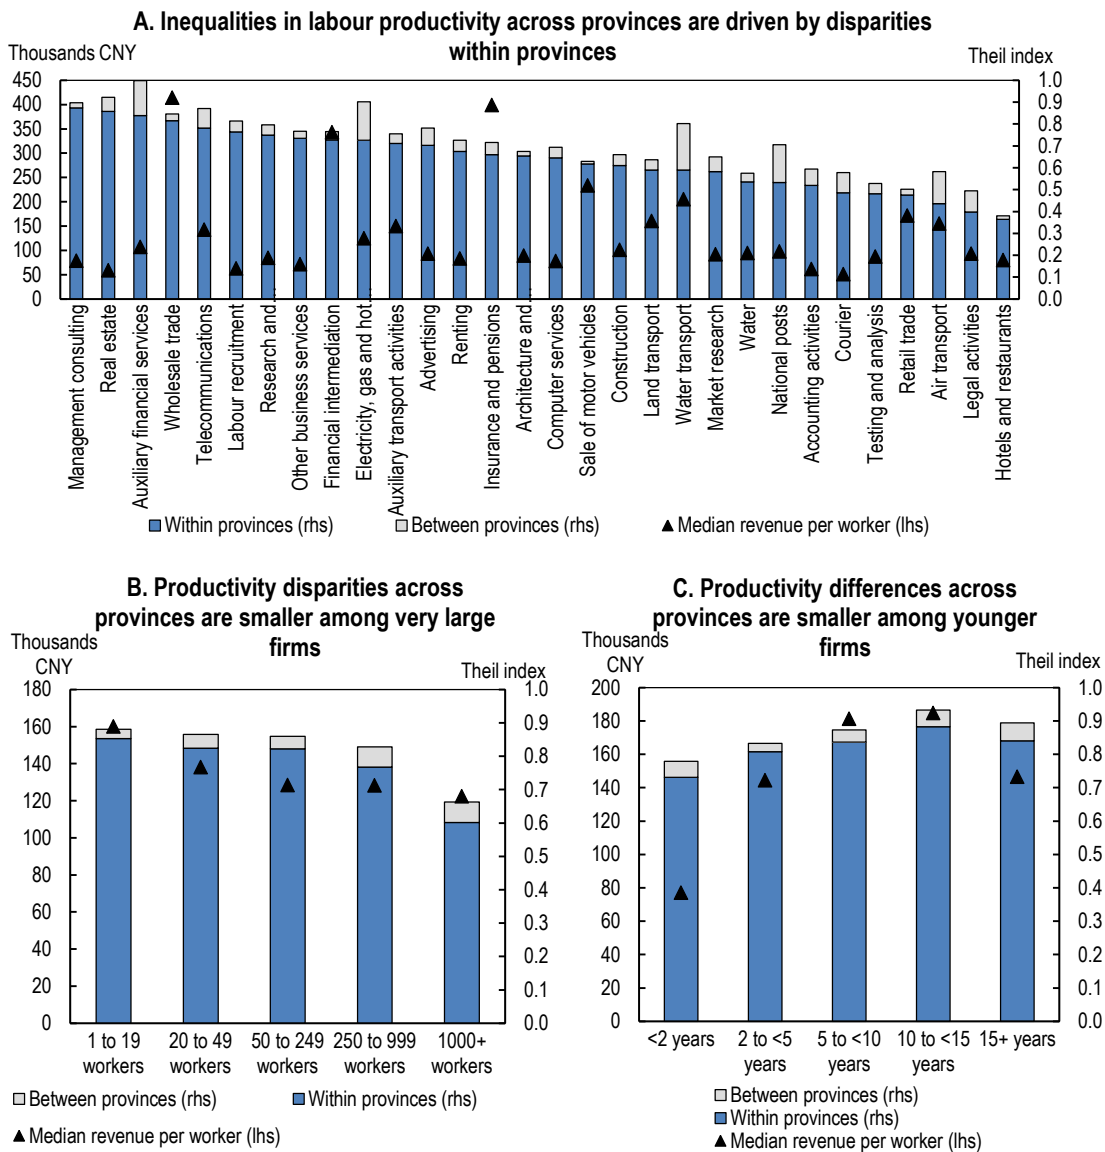 A. Inequalities in labour productivity across provinces are driven by disparities
within provinces
Thousands CNY
Theil index
450
400
350
300
250
200
150
100
50
0
1.0
0.9
0.8
0.7
0.6
0.5
0.4
0.3
0.2
0.1
0.0
Management consulting
Real estate
Auxiliary financial services
Wholesale trade
Telecommunications
Labour recruitment
Research and…
Other business services
Financial intermediation
Electricity, gas and hot…
Auxiliary transport activities
Advertising
Renting
Insurance and pensions
Architecture and…
Computer services
Sale of motor vehicles
Construction
Land transport
Water transport
Market research
Water
National posts
Accounting activities
Courier
Testing and analysis
Retail trade
Air transport
Legal activities
Hotels and restaurants
Within provinces (rhs)
Between provinces (rhs)
Median revenue per worker (lhs)
B. Productivity disparities across
provinces are smaller among very large
firms
Thousands
CNY
Theil index
180
160
140
120
100
80
60
40
20
0
1.0
0.9
0.8
0.7
0.6
0.5
0.4
0.3
0.2
0.1
0.0
1 to 19
workers
20 to 49
workers
50 to 249
workers
250 to 999
workers
1000+
workers
Between provinces (rhs)
Within provinces (rhs)
Median revenue per worker (lhs)
C. Productivity differences across
provinces are smaller among younger
firms
Thousands
CNY
Theil index
200
180
160
140
120
100
80
60
40
20
0
1.0
0.9
0.8
0.7
0.6
0.5
0.4
0.3
0.2
0.1
0.0
<2 years
2 to <5
years
5 to <10
years
10 to <15
years
15+ years
Between provinces (rhs)
Within provinces (rhs)
Median revenue per worker (lhs)